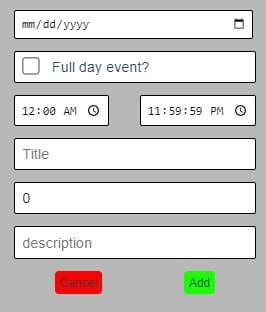 mm/dd/yyyy
Full day event?
12:00 AM 11:59:59 PM
Title
0
description
Cancel Add